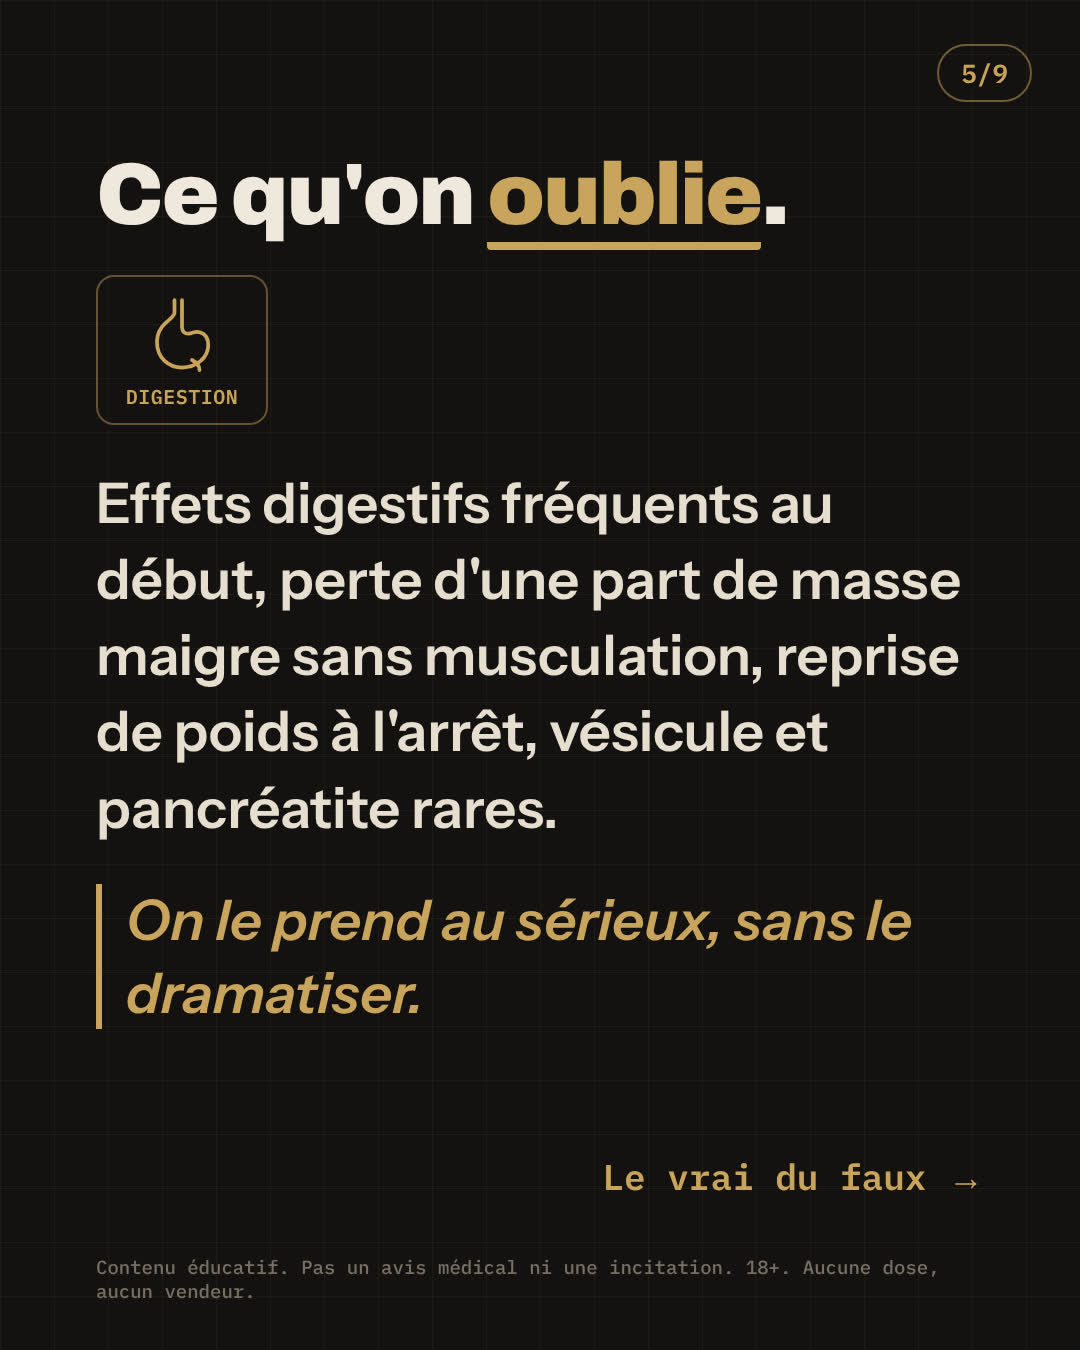 5/9
Ce qu'on oublie.
DIGESTION
Effets digestifs fréquents au
début, perte d'une part de masse
maigre sans musculation, reprise
de poids à l'arrêt, vésicule et
pancréatite rares.
On le prend au sérieux, sans le
dramatiser.
Le vrai du faux →
Contenu éducatif. Pas un avis médical ni une incitation. 18+. Aucune dose,
aucun vendeur.